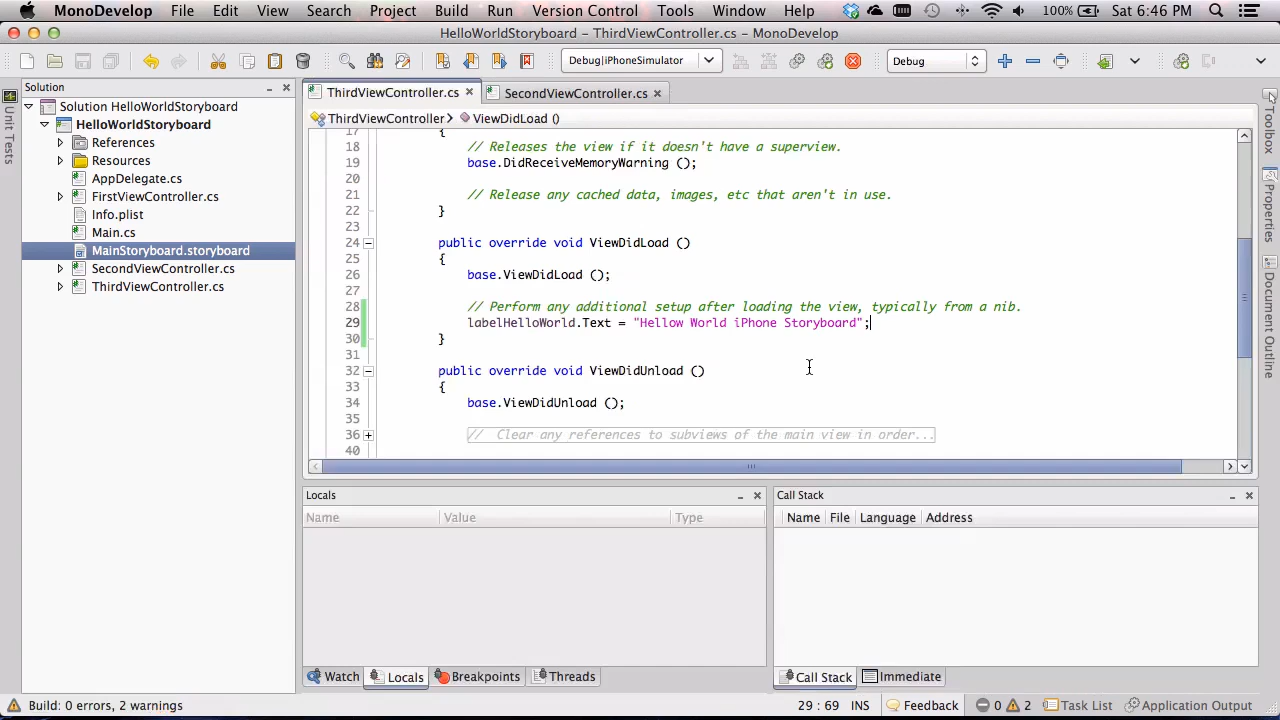 MonoDevelop File Edit View Search Project Build Run Version Control Tools Window Help 100% Sat 6:46 PM
HelloWorldStoryboard – ThirdViewController.cs – MonoDevelop
Debug|iPhoneSimulator Debug
Solution
Solution HelloWorldStoryboard
HelloWorldStoryboard
References
Resources
AppDelegate.cs
FirstViewController.cs
Info.plist
Main.cs
MainStoryboard.storyboard
SecondViewController.cs
ThirdViewController.cs
Unit Tests
ThirdViewController.cs SecondViewController.cs
ThirdViewController ViewDidLoad ()
17 {
18 // Releases the view if it doesn't have a superview.
19 base.DidReceiveMemoryWarning ();
20
21 // Release any cached data, images, etc that aren't in use.
22 }
23
24 public override void ViewDidLoad ()
25 {
26 base.ViewDidLoad ();
27
28 // Perform any additional setup after loading the view, typically from a nib.
29 labelHelloWorld.Text = "Hellow World iPhone Storyboard";
30 }
31
32 public override void ViewDidUnload ()
33 {
34 base.ViewDidUnload ();
35
36 // Clear any references to subviews of the main view in order...
40
Toolbox
Properties
Document Outline
Locals
Name Value Type
Call Stack
Name File Language Address
Watch Locals Breakpoints Threads
Call Stack Immediate
Build: 0 errors, 2 warnings 29 : 69 INS Feedback 0 2 Task List Application Output